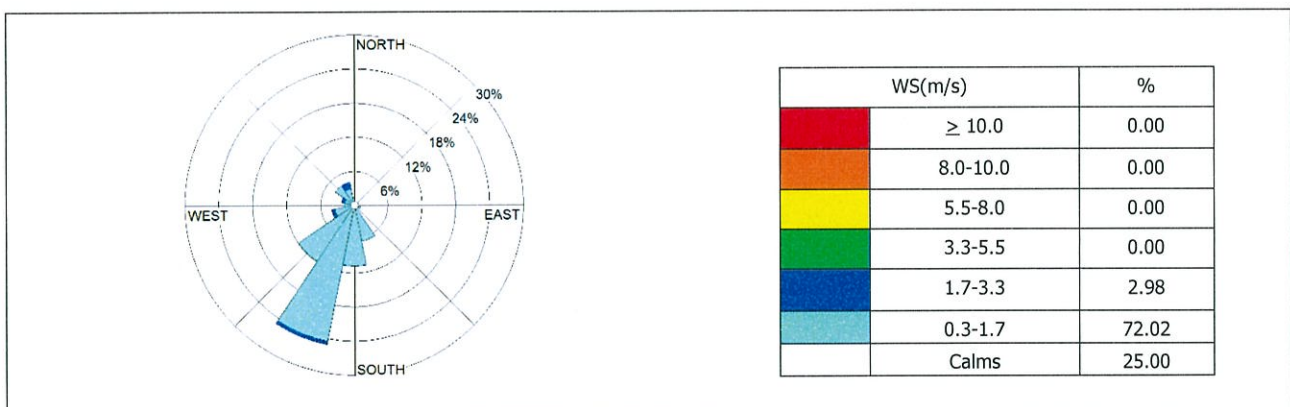 NORTH
30%
24%
18%
12%
6%
WEST
EAST
SOUTH
WS(m/s) %
≥ 10.0 0.00
8.0-10.0 0.00
5.5-8.0 0.00
3.3-5.5 0.00
1.7-3.3 2.98
0.3-1.7 72.02
Calms 25.00